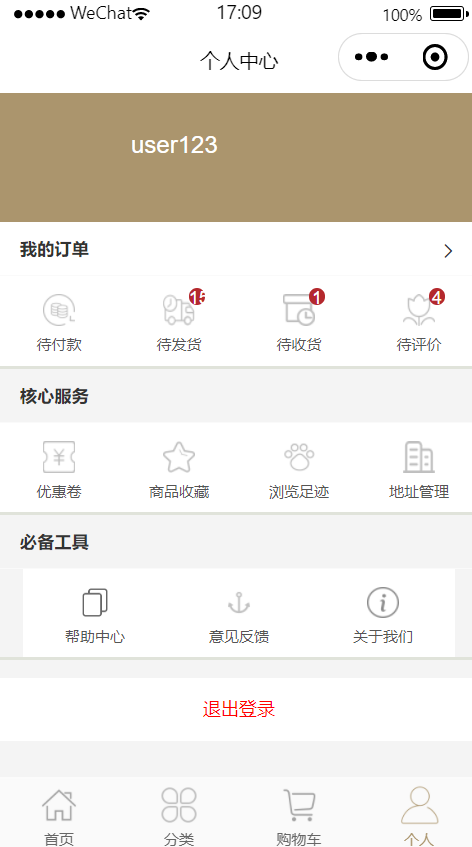 WeChat 17:09 100%
个人中心
user123
我的订单
15 1 4
待付款 待发货 待收货 待评价
核心服务
¥
优惠卷 商品收藏 浏览足迹 地址管理
必备工具
帮助中心 意见反馈 关于我们
退出登录
首页 分类 购物车 个人